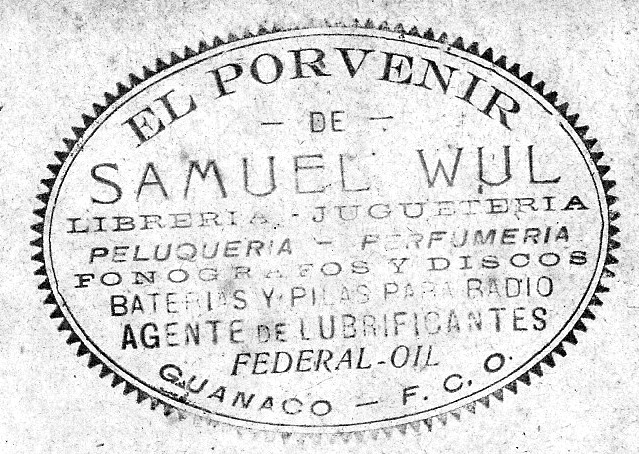 EL PORVENIR
— DE —
SAMUEL WUL
LIBRERIA - JUGUETERIA
PELUQUERIA - PERFUMERIA
FONOGRAFOS Y DISCOS
BATERIAS Y PILAS PARA RADIO
AGENTE DE LUBRIFICANTES
FEDERAL-OIL
GUANACO — F. C. O.